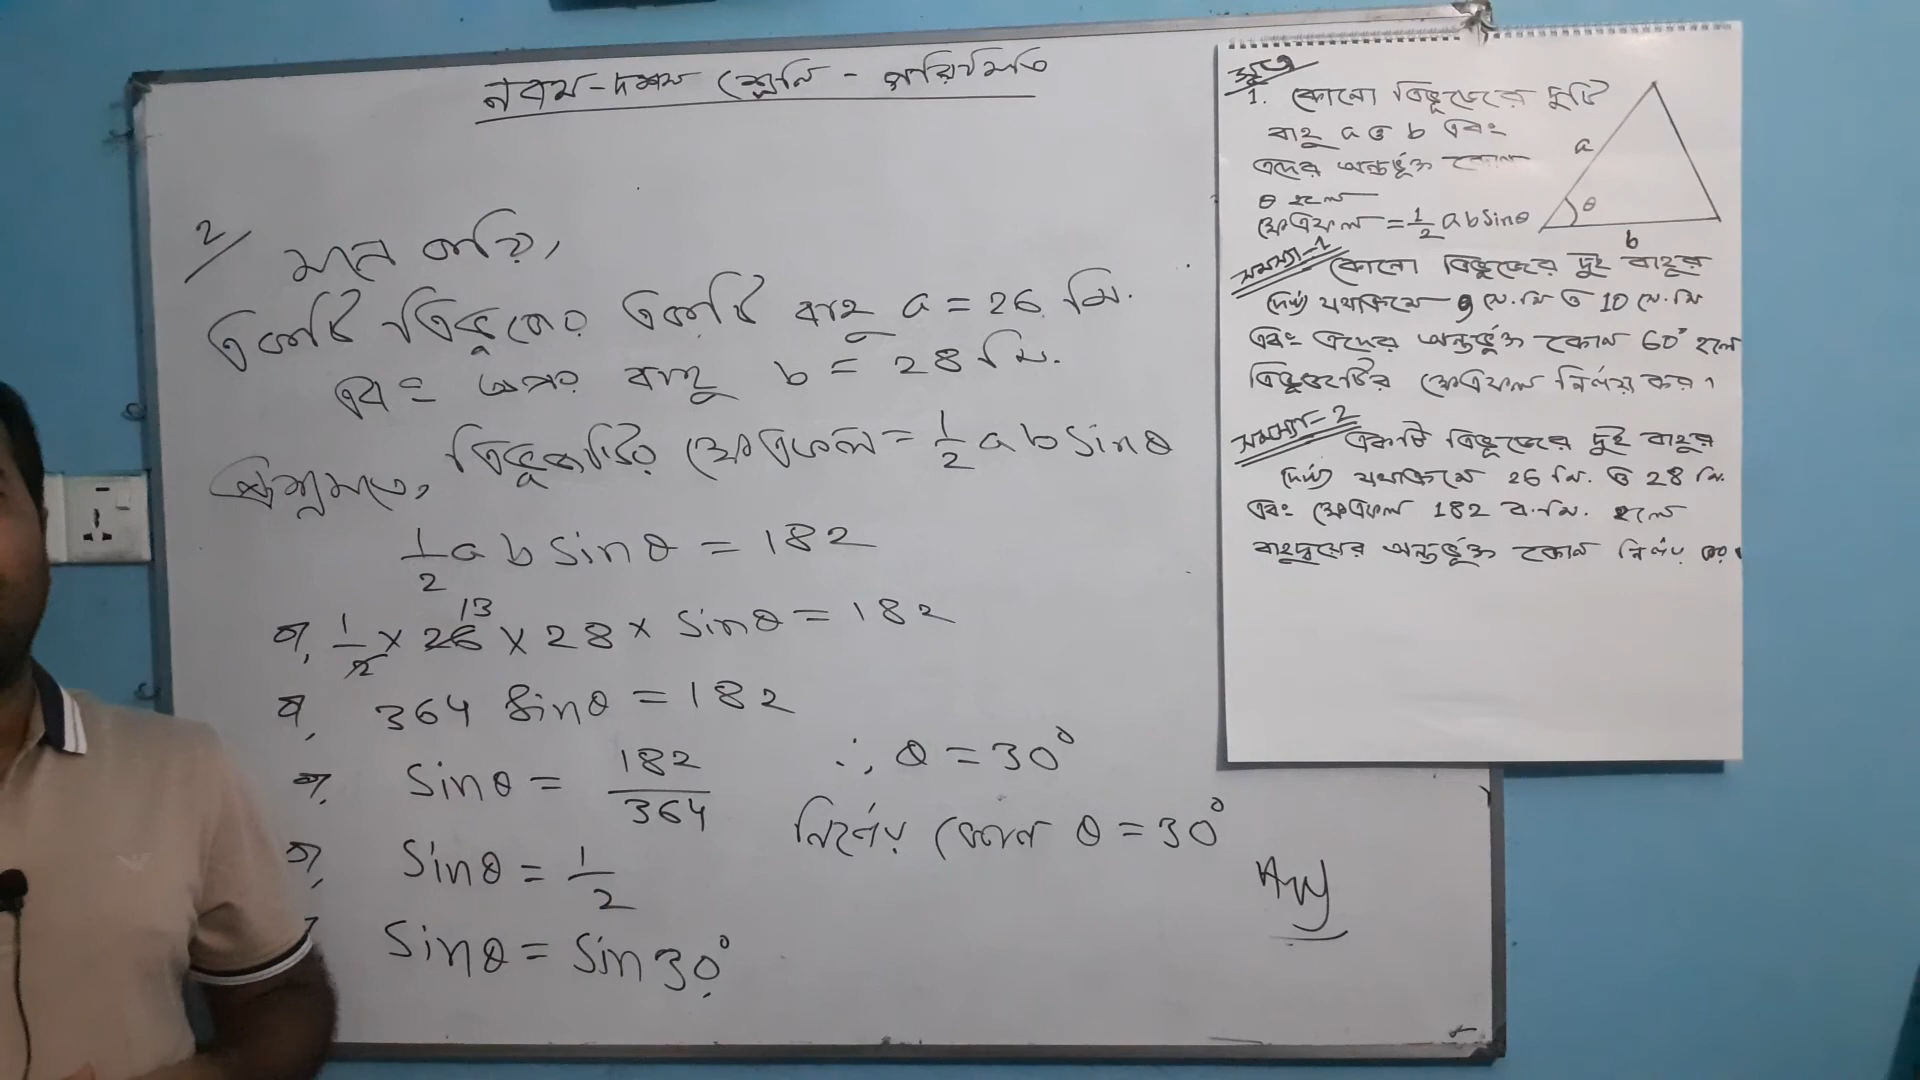 নবম-দশম শ্রেনি - পরিমিতি
2/ মনে করি,
একটি ত্রিভুজের একটি বাহু a = 26 মি.
এবং অপর বাহু b = 28 মি.
প্রশ্নমতে, ত্রিভুজটির ক্ষেত্রফল = 1/2 a b sinθ
1/2 a b sinθ = 182
বা, 1/2 × 26 × 28 × sinθ = 182
13
বা, 364 sinθ = 182
বা, sinθ = 182/364
বা, sinθ = 1/2
sinθ = sin30°
∴ θ = 30°
নির্ণেয় কোন θ = 30°
Ans
সূত্র
1. কোনো ত্রিভূজের দুটি
বাহু a ও b এবং
এদের অন্তর্ভূক্ত কোন
θ হলে
ক্ষেত্রফল = 1/2 ab sinθ
a
θ
b
সমস্যা-1 কোনো ত্রিভূজের দুই বাহুর
দৈর্ঘ্য যথাক্রমে 9 সে.মি ও 10 সে.মি
এবং এদের অন্তর্ভূক্ত কোন 60° হলে
ত্রিভূজটির ক্ষেত্রফল নির্ণয় কর।
সমস্যা-2 একটি ত্রিভূজের দুই বাহুর
দৈর্ঘ্য যথাক্রমে 26 মি. ও 28 মি.
এবং ক্ষেত্রফল 182 ব.মি. হলে
বাহুদ্বয়ের অন্তর্ভূক্ত কোন নির্ণয় কর।